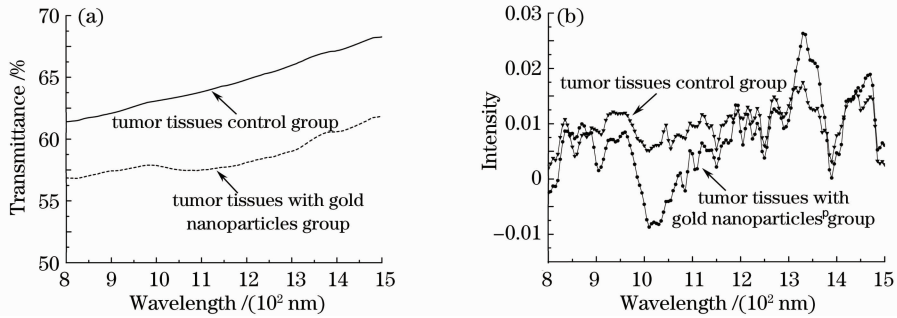 (a)
70
65
60
55
50
Transmittance /%
tumor tissues control group
tumor tissues with gold
nanoparticles group
8 9 10 11 12 13 14 15
Wavelength /(10² nm)
(b)
0.03
0.02
0.01
0
−0.01
Intensity
tumor tissues control group
tumor tissues with
gold nanoparticlesᵖgroup
8 9 10 11 12 13 14 15
Wavelength /(10² nm)